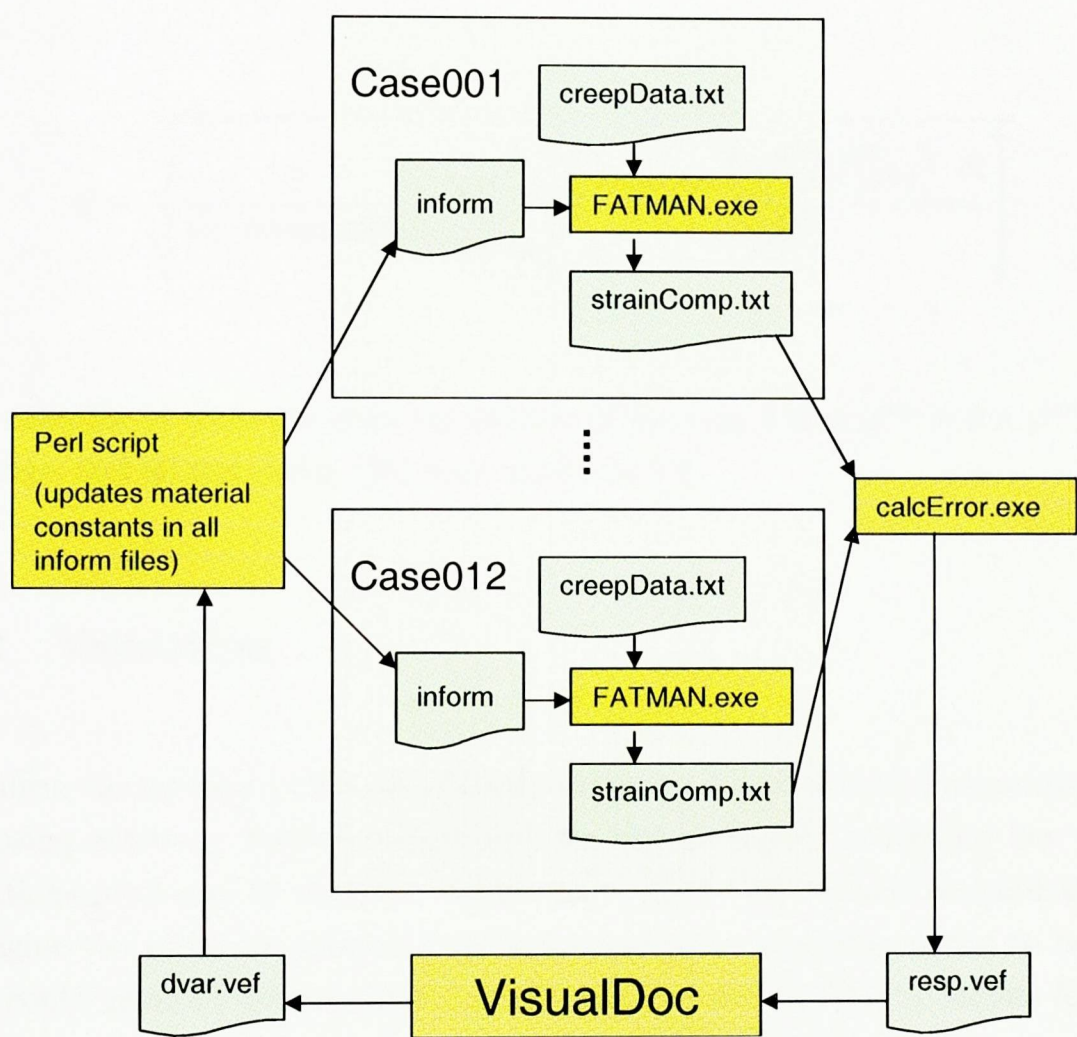 Case001
creepData.txt
inform
FATMAN.exe
strainComp.txt
Perl script
(updates material
constants in all
inform files)
calcError.exe
Case012
creepData.txt
inform
FATMAN.exe
strainComp.txt
dvar.vef
VisualDoc
resp.vef